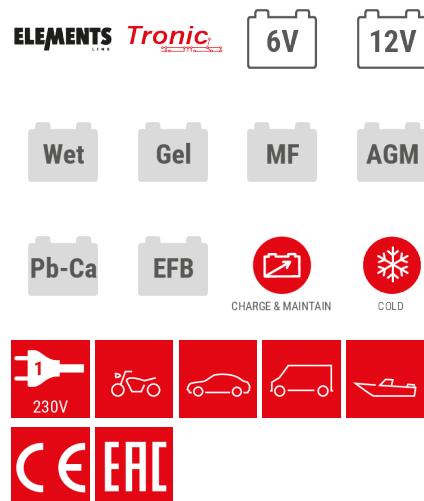 ELEMENTS
LINE
Tronic
6V
12V
Wet
Gel
MF
AGM
Pb-Ca
EFB
CHARGE & MAINTAIN
COLD
1
230V
CE
EAC